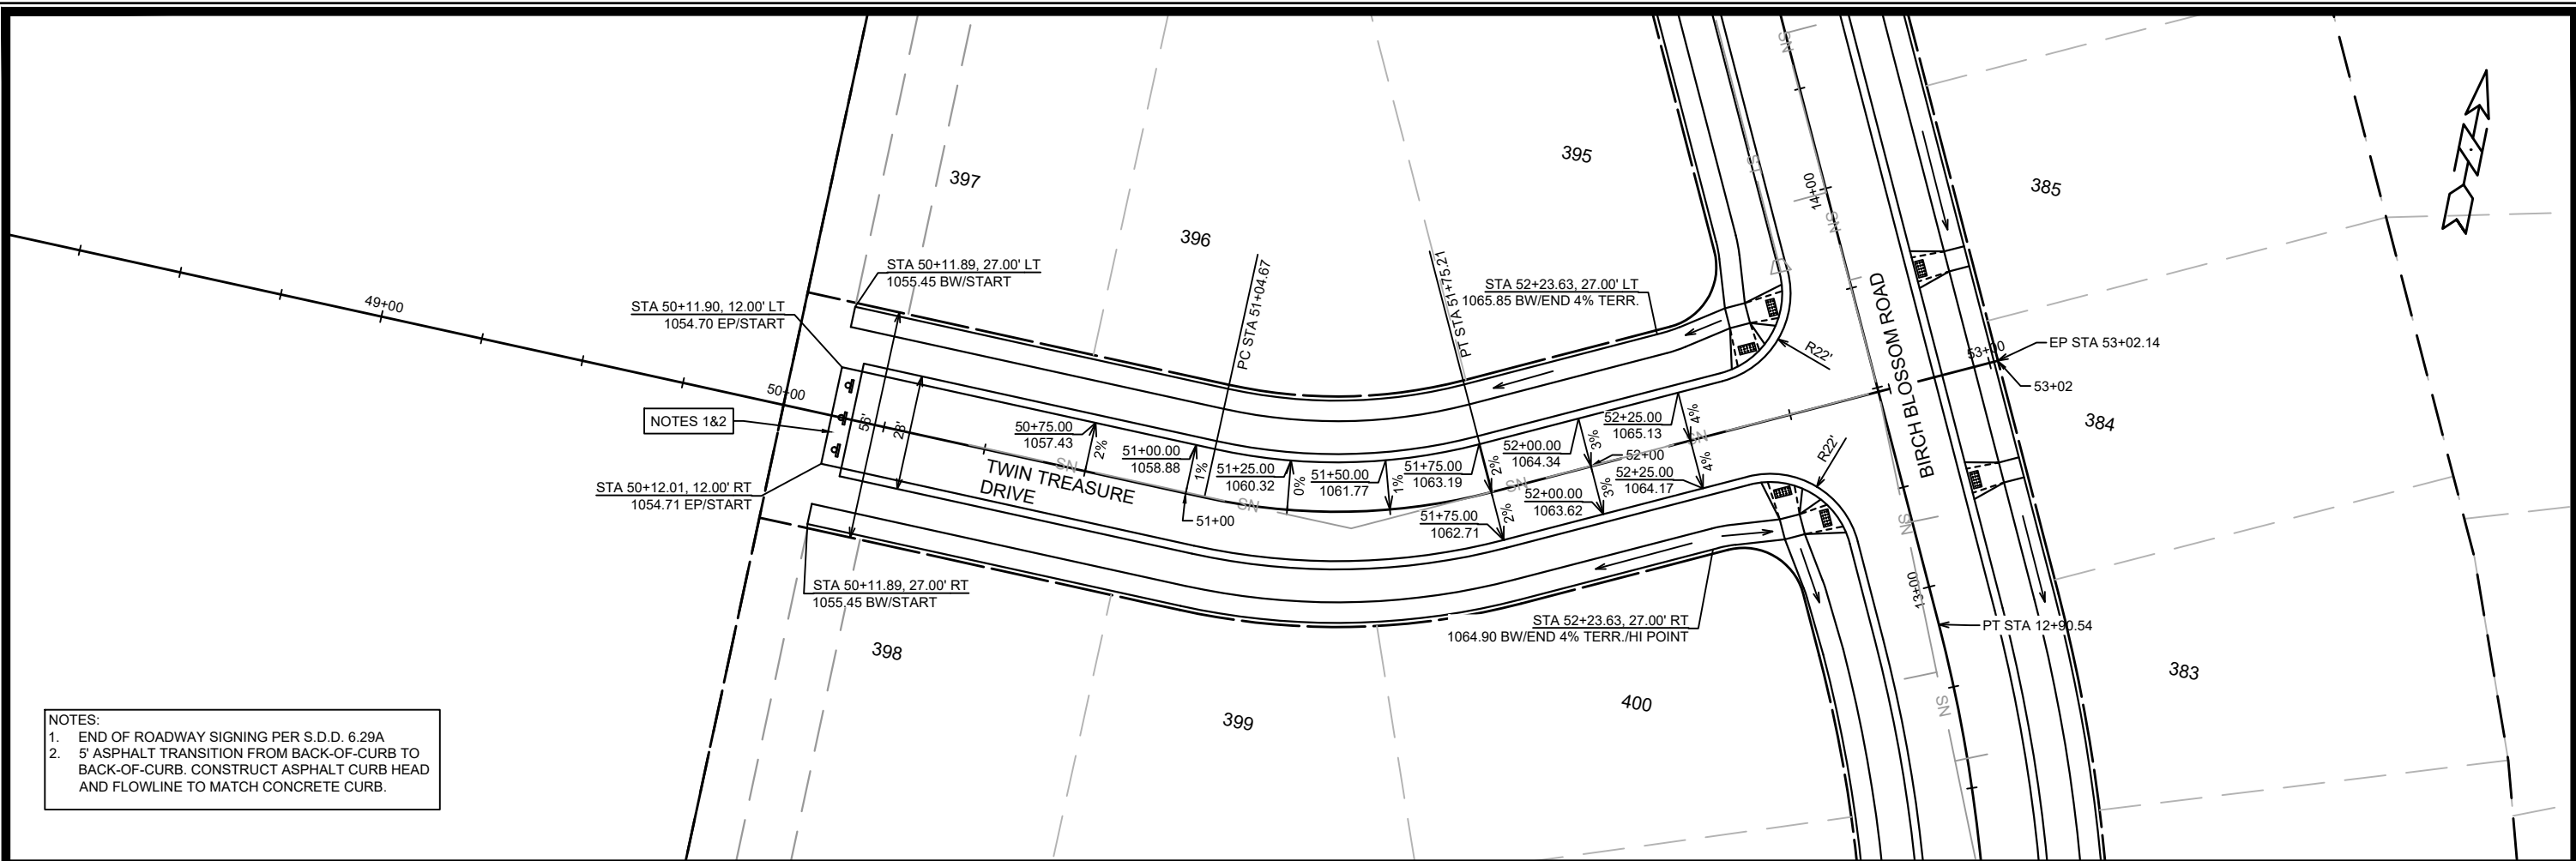 397
396
395
385
384
383
398
399
400
49+00
50+00
STA 50+11.89, 27.00' LT
1055.45 BW/START
STA 50+11.90, 12.00' LT
1054.70 EP/START
NOTES 1&2
STA 50+12.01, 12.00' RT
1054.71 EP/START
STA 50+11.89, 27.00' RT
1055.45 BW/START
56'
28'
TWIN TREASURE
DRIVE
50+75.00
1057.43
2%
51+00.00
1058.88
1%
51+00
PC STA 51+04.67
51+25.00
1060.32
0%
51+50.00
1061.77
1%
PT STA 51+75.21
51+75.00
1063.19
2%
51+75.00
1062.71
2%
52+00.00
1064.34
3%
52+00
52+00.00
1063.62
3%
52+25.00
1065.13
4%
52+25.00
1064.17
4%
STA 52+23.63, 27.00' LT
1065.85 BW/END 4% TERR.
STA 52+23.63, 27.00' RT
1064.90 BW/END 4% TERR./HI POINT
R22'
R22'
BIRCH BLOSSOM ROAD
14+00
13+00
53+00
EP STA 53+02.14
53+02
PT STA 12+90.54
SN
SN
SN
SN
SN
SN
SN
SN
ST
N
NOTES:
1. END OF ROADWAY SIGNING PER S.D.D. 6.29A
2. 5' ASPHALT TRANSITION FROM BACK-OF-CURB TO
BACK-OF-CURB. CONSTRUCT ASPHALT CURB HEAD
AND FLOWLINE TO MATCH CONCRETE CURB.